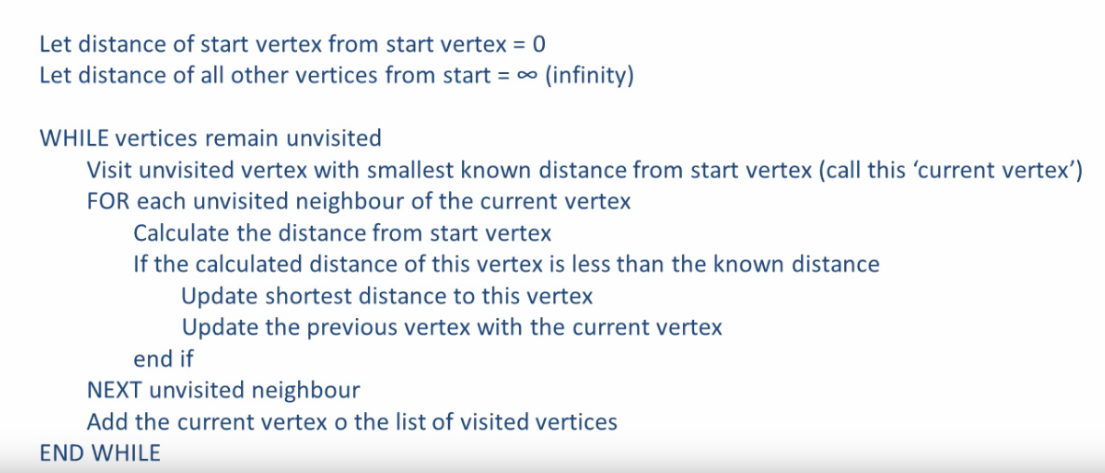 Let distance of start vertex from start vertex = 0
Let distance of all other vertices from start = ∞ (infinity)
WHILE vertices remain unvisited
Visit unvisited vertex with smallest known distance from start vertex (call this ‘current vertex’)
FOR each unvisited neighbour of the current vertex
Calculate the distance from start vertex
If the calculated distance of this vertex is less than the known distance
Update shortest distance to this vertex
Update the previous vertex with the current vertex
end if
NEXT unvisited neighbour
Add the current vertex o the list of visited vertices
END WHILE